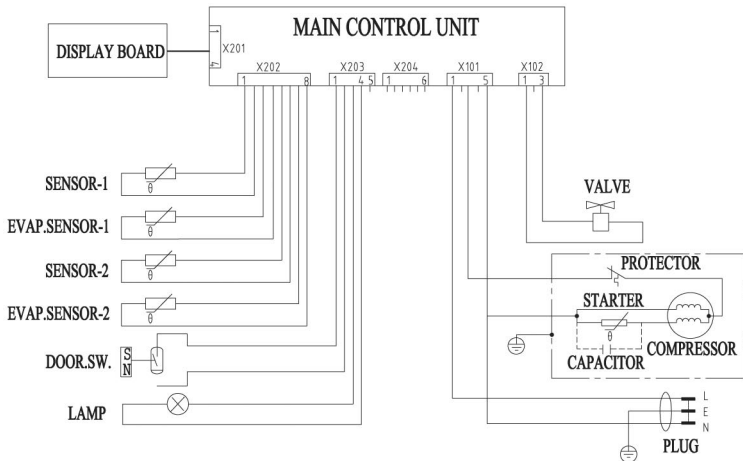 MAIN CONTROL UNIT
DISPLAY BOARD
1
4
X201
X202
X203
X204
X101
X102
1 8
1 4 5
1 6
1 5
1 3
SENSOR-1
θ
EVAP.SENSOR-1
θ
SENSOR-2
θ
EVAP.SENSOR-2
θ
DOOR.SW.
S
N
LAMP
VALVE
PROTECTOR
STARTER
θ
CAPACITOR
COMPRESSOR
L
E
N
PLUG